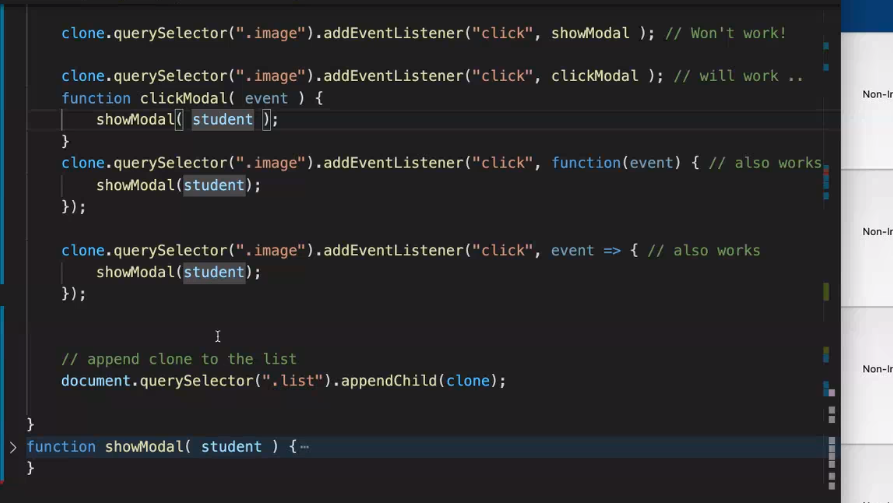 clone.querySelector(".image").addEventListener("click", showModal ); // Won't work!
clone.querySelector(".image").addEventListener("click", clickModal ); // will work ..
function clickModal( event ) {
showModal( student );
}
clone.querySelector(".image").addEventListener("click", function(event) { // also works
showModal(student);
});
clone.querySelector(".image").addEventListener("click", event => { // also works
showModal(student);
});
// append clone to the list
document.querySelector(".list").appendChild(clone);
}
function showModal( student ) {⋯
}
Non-In
Non-In
Non-In